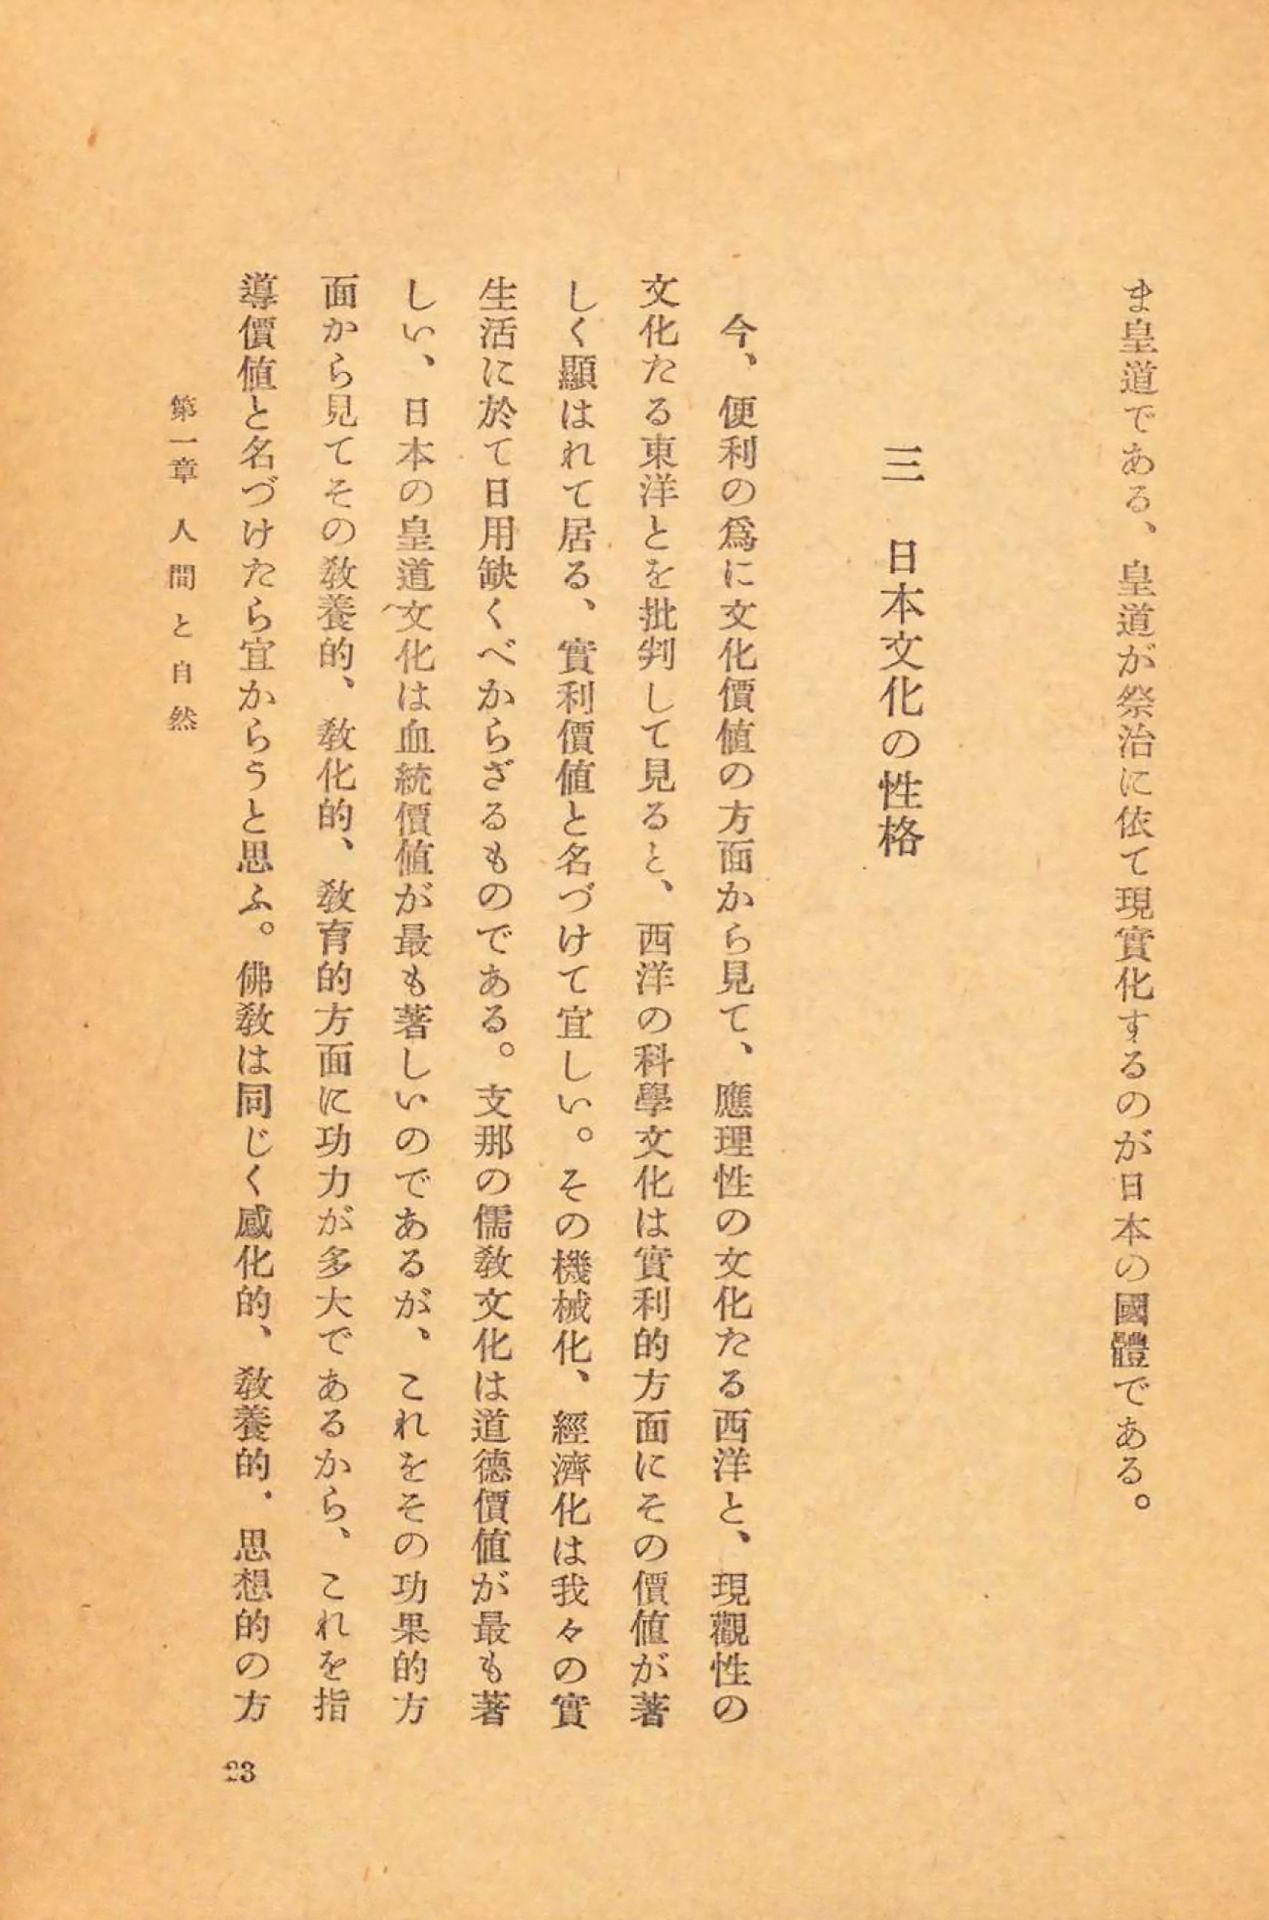 ま皇道である、皇道が祭治に依て現實化するのが日本の國體である。
三　日本文化の性格
今、便利の爲に文化價値の方面から見て、應理性の文化たる西洋と、現觀性の
文化たる東洋とを批判して見ると、西洋の科學文化は實利的方面にその價値が著
しく顯はれて居る、實利價値と名づけて宜しい。その機械化、經濟化は我々の實
生活に於て日用缺くべからざるものである。支那の儒敎文化は道德價値が最も著
しい、日本の皇道文化は血統價値が最も著しいのであるが、これをその功果的方
面から見てその敎養的、敎化的、敎育的方面に功力が多大であるから、これを指
導價値と名づけたら宜からうと思ふ。佛敎は同じく感化的、敎養的、思想的の方
第一章 人間と自然
23